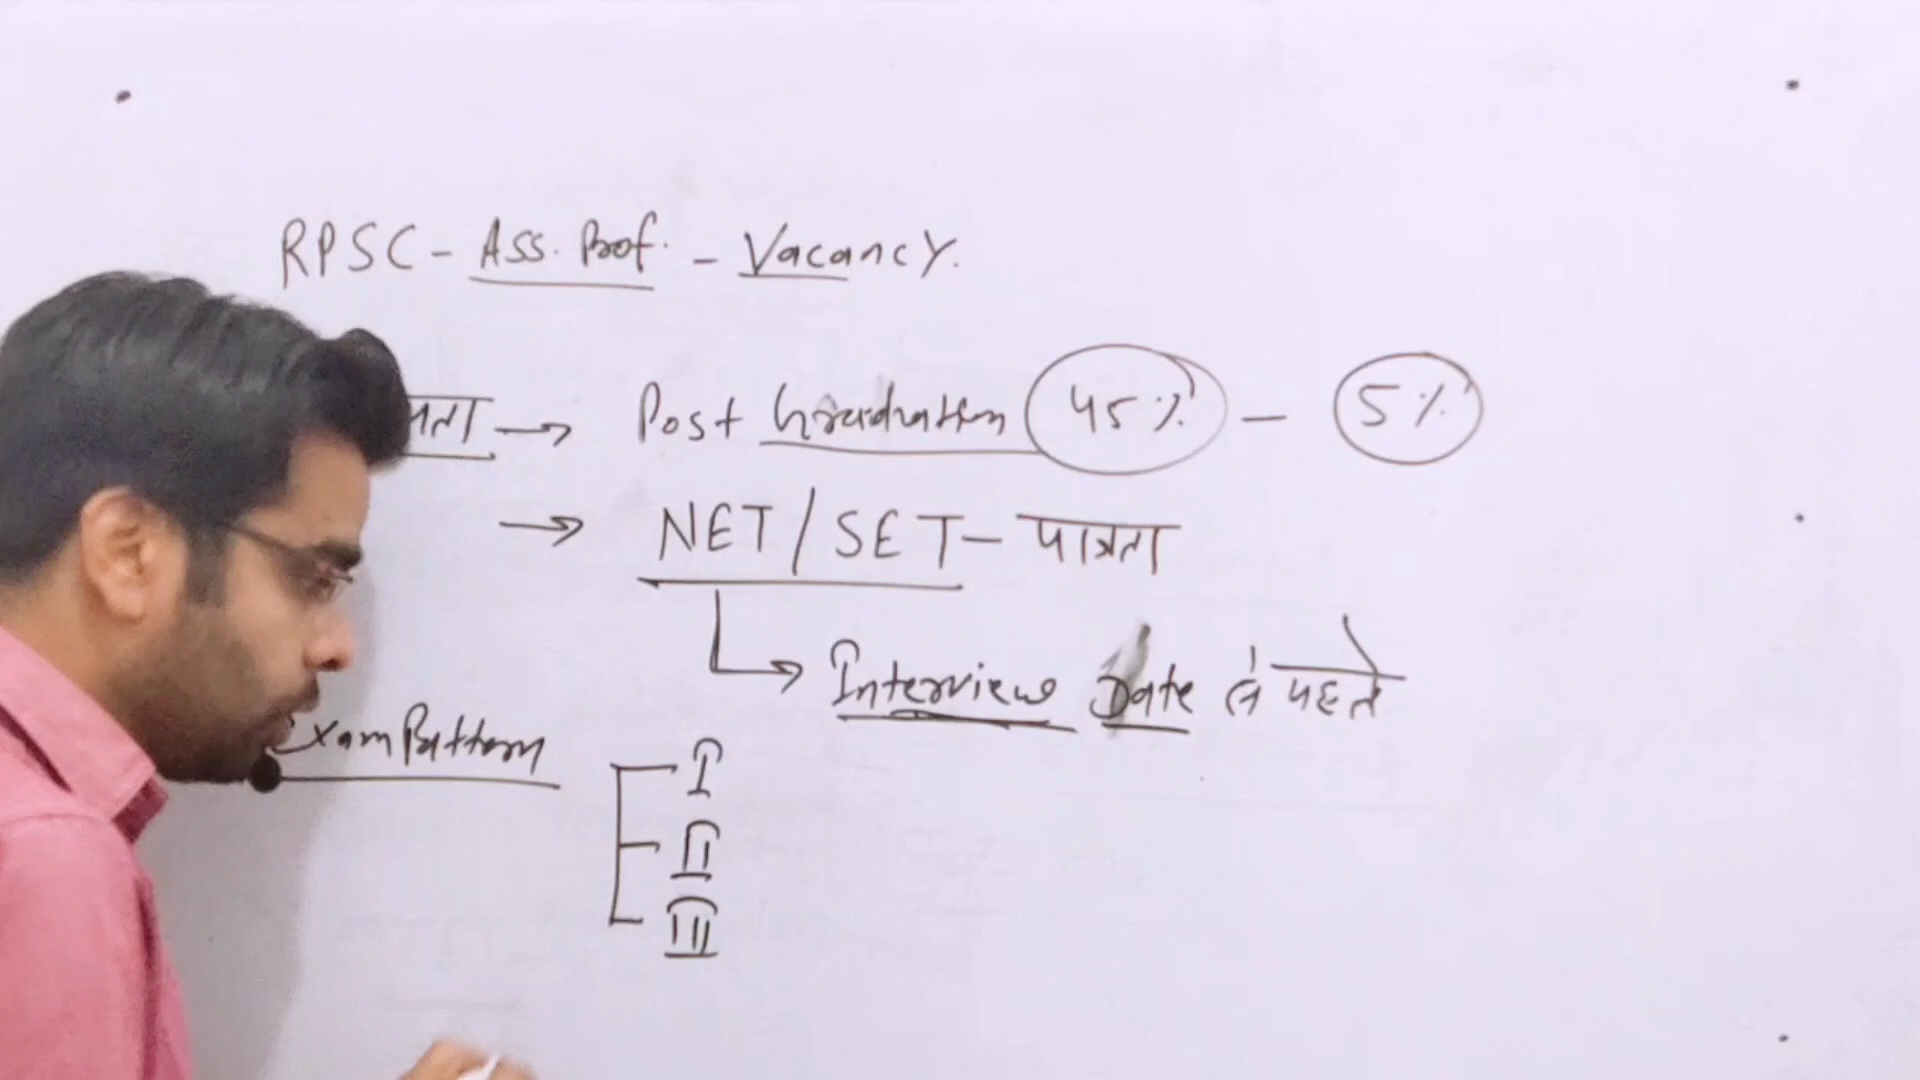 RPSC - Ass. Prof. - Vacancy.
→ Post Graduation 45% - 5%
→ NET/SET - पात्रता
→ Interview Date से पहले
Exam Pattern
I
II
III